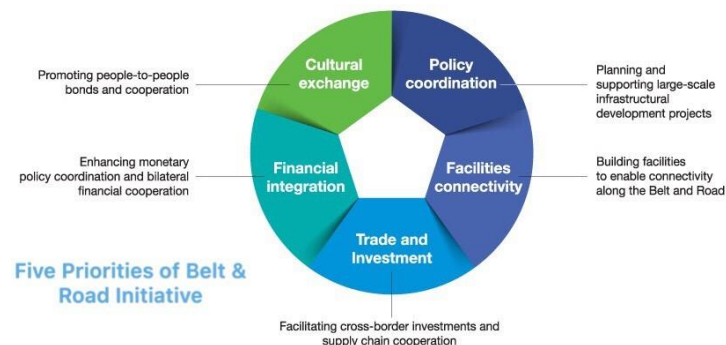 Cultural
exchange
Promoting people-to-people
bonds and cooperation
Policy
coordination
Planning and
supporting large-scale
infrastructural
development projects
Financial
integration
Enhancing monetary
policy coordination and bilateral
financial cooperation
Facilities
connectivity
Building facilities
to enable connectivity
along the Belt and Road
Trade and
Investment
Facilitating cross-border investments and
supply chain cooperation
Five Priorities of Belt &
Road Initiative